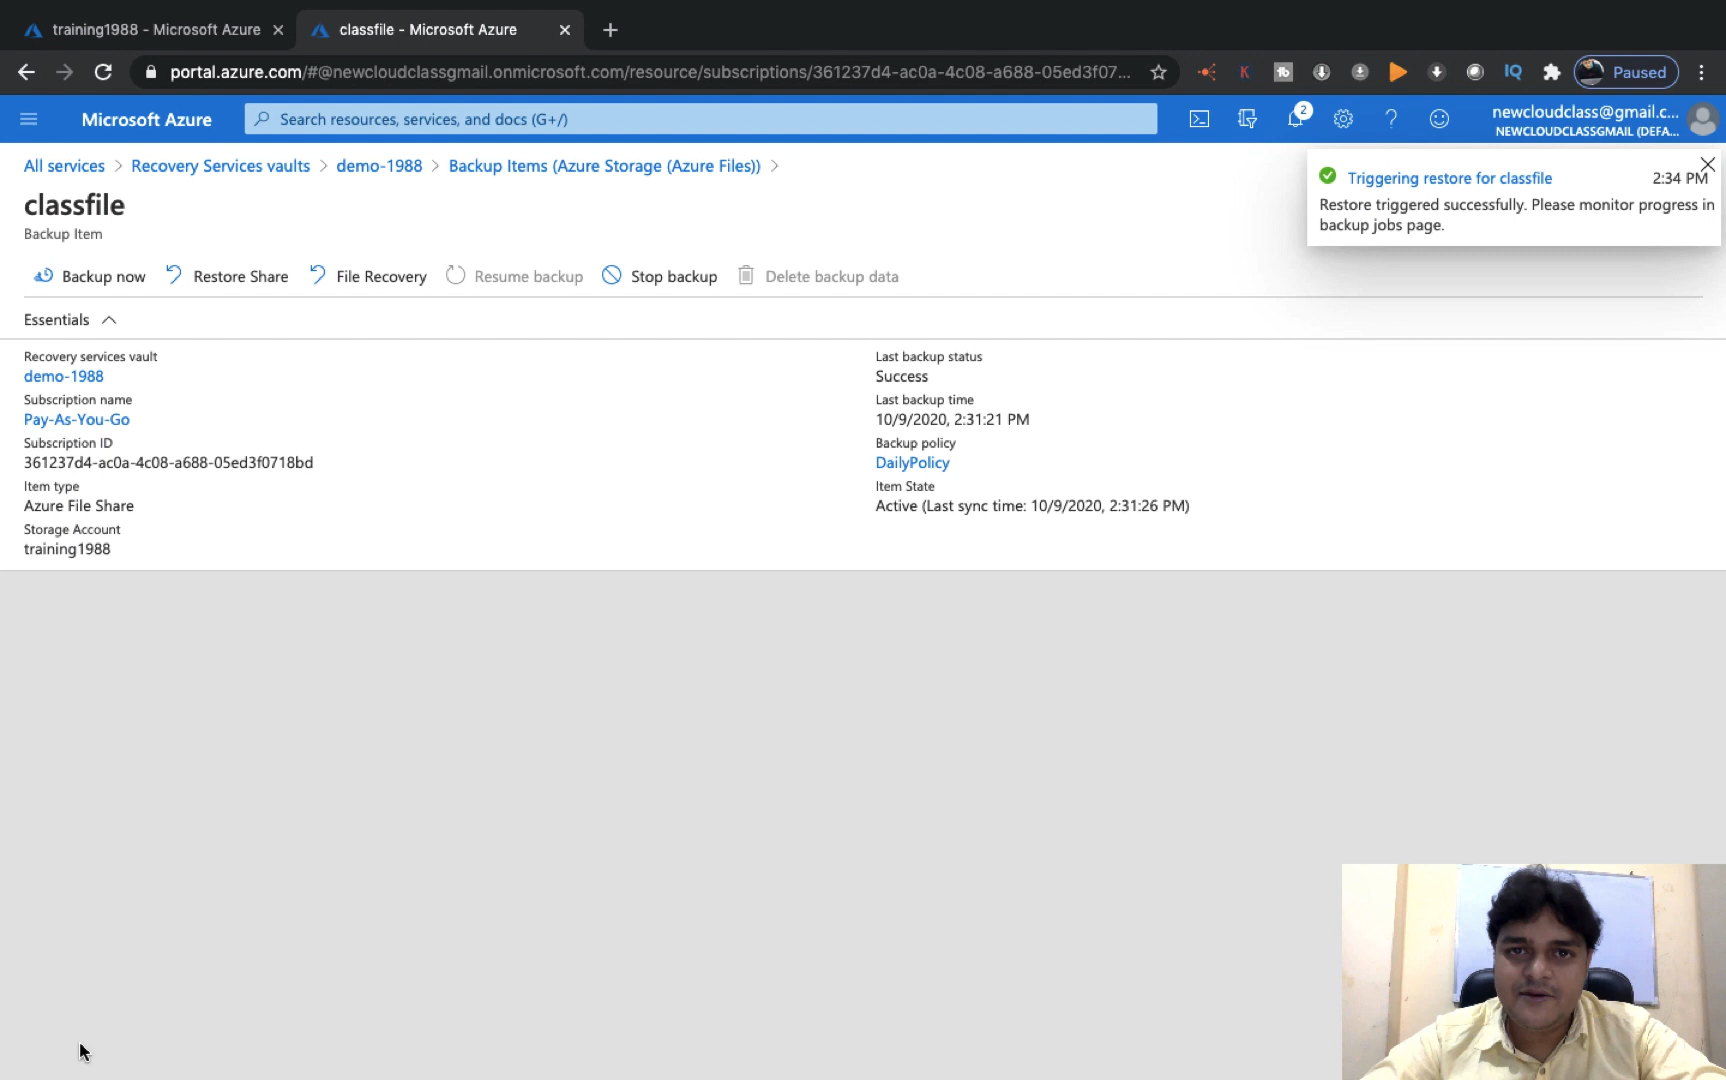 training1988 - Microsoft Azure
classfile - Microsoft Azure
portal.azure.com/#@newcloudclassgmail.onmicrosoft.com/resource/subscriptions/361237d4-ac0a-4c08-a688-05ed3f07...
K
tb
IQ
Paused
Microsoft Azure
Search resources, services, and docs (G+/)
2
newcloudclass@gmail.c...
NEWCLOUDCLASSGMAIL (DEFA...
All services > Recovery Services vaults > demo-1988 > Backup Items (Azure Storage (Azure Files)) >
Triggering restore for classfile 2:34 PM
Restore triggered successfully. Please monitor progress in
backup jobs page.
classfile
Backup Item
Backup now Restore Share File Recovery Resume backup Stop backup Delete backup data
Essentials
Recovery services vault
demo-1988
Subscription name
Pay-As-You-Go
Subscription ID
361237d4-ac0a-4c08-a688-05ed3f0718bd
Item type
Azure File Share
Storage Account
training1988
Last backup status
Success
Last backup time
10/9/2020, 2:31:21 PM
Backup policy
DailyPolicy
Item State
Active (Last sync time: 10/9/2020, 2:31:26 PM)